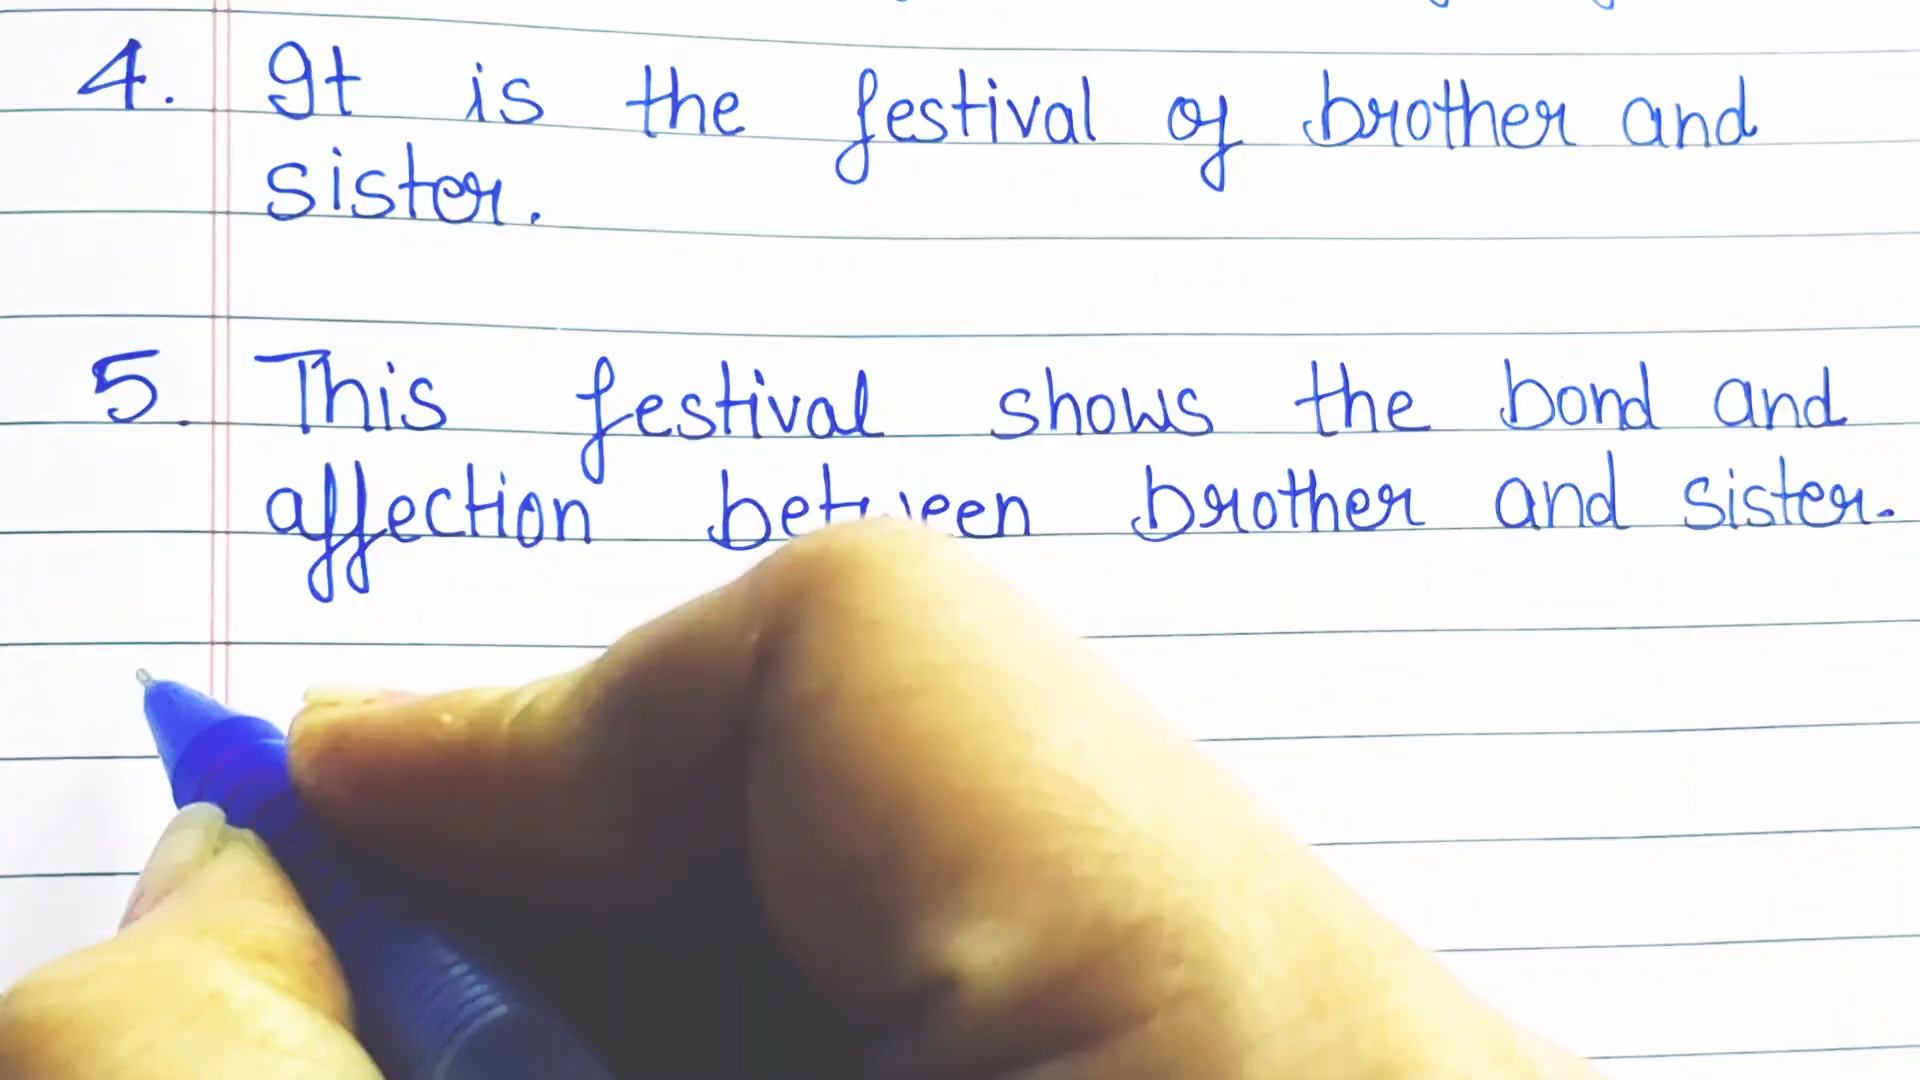 4. It is the festival of brother and
sister.
5. This festival shows the bond and
affection between brother and sister.